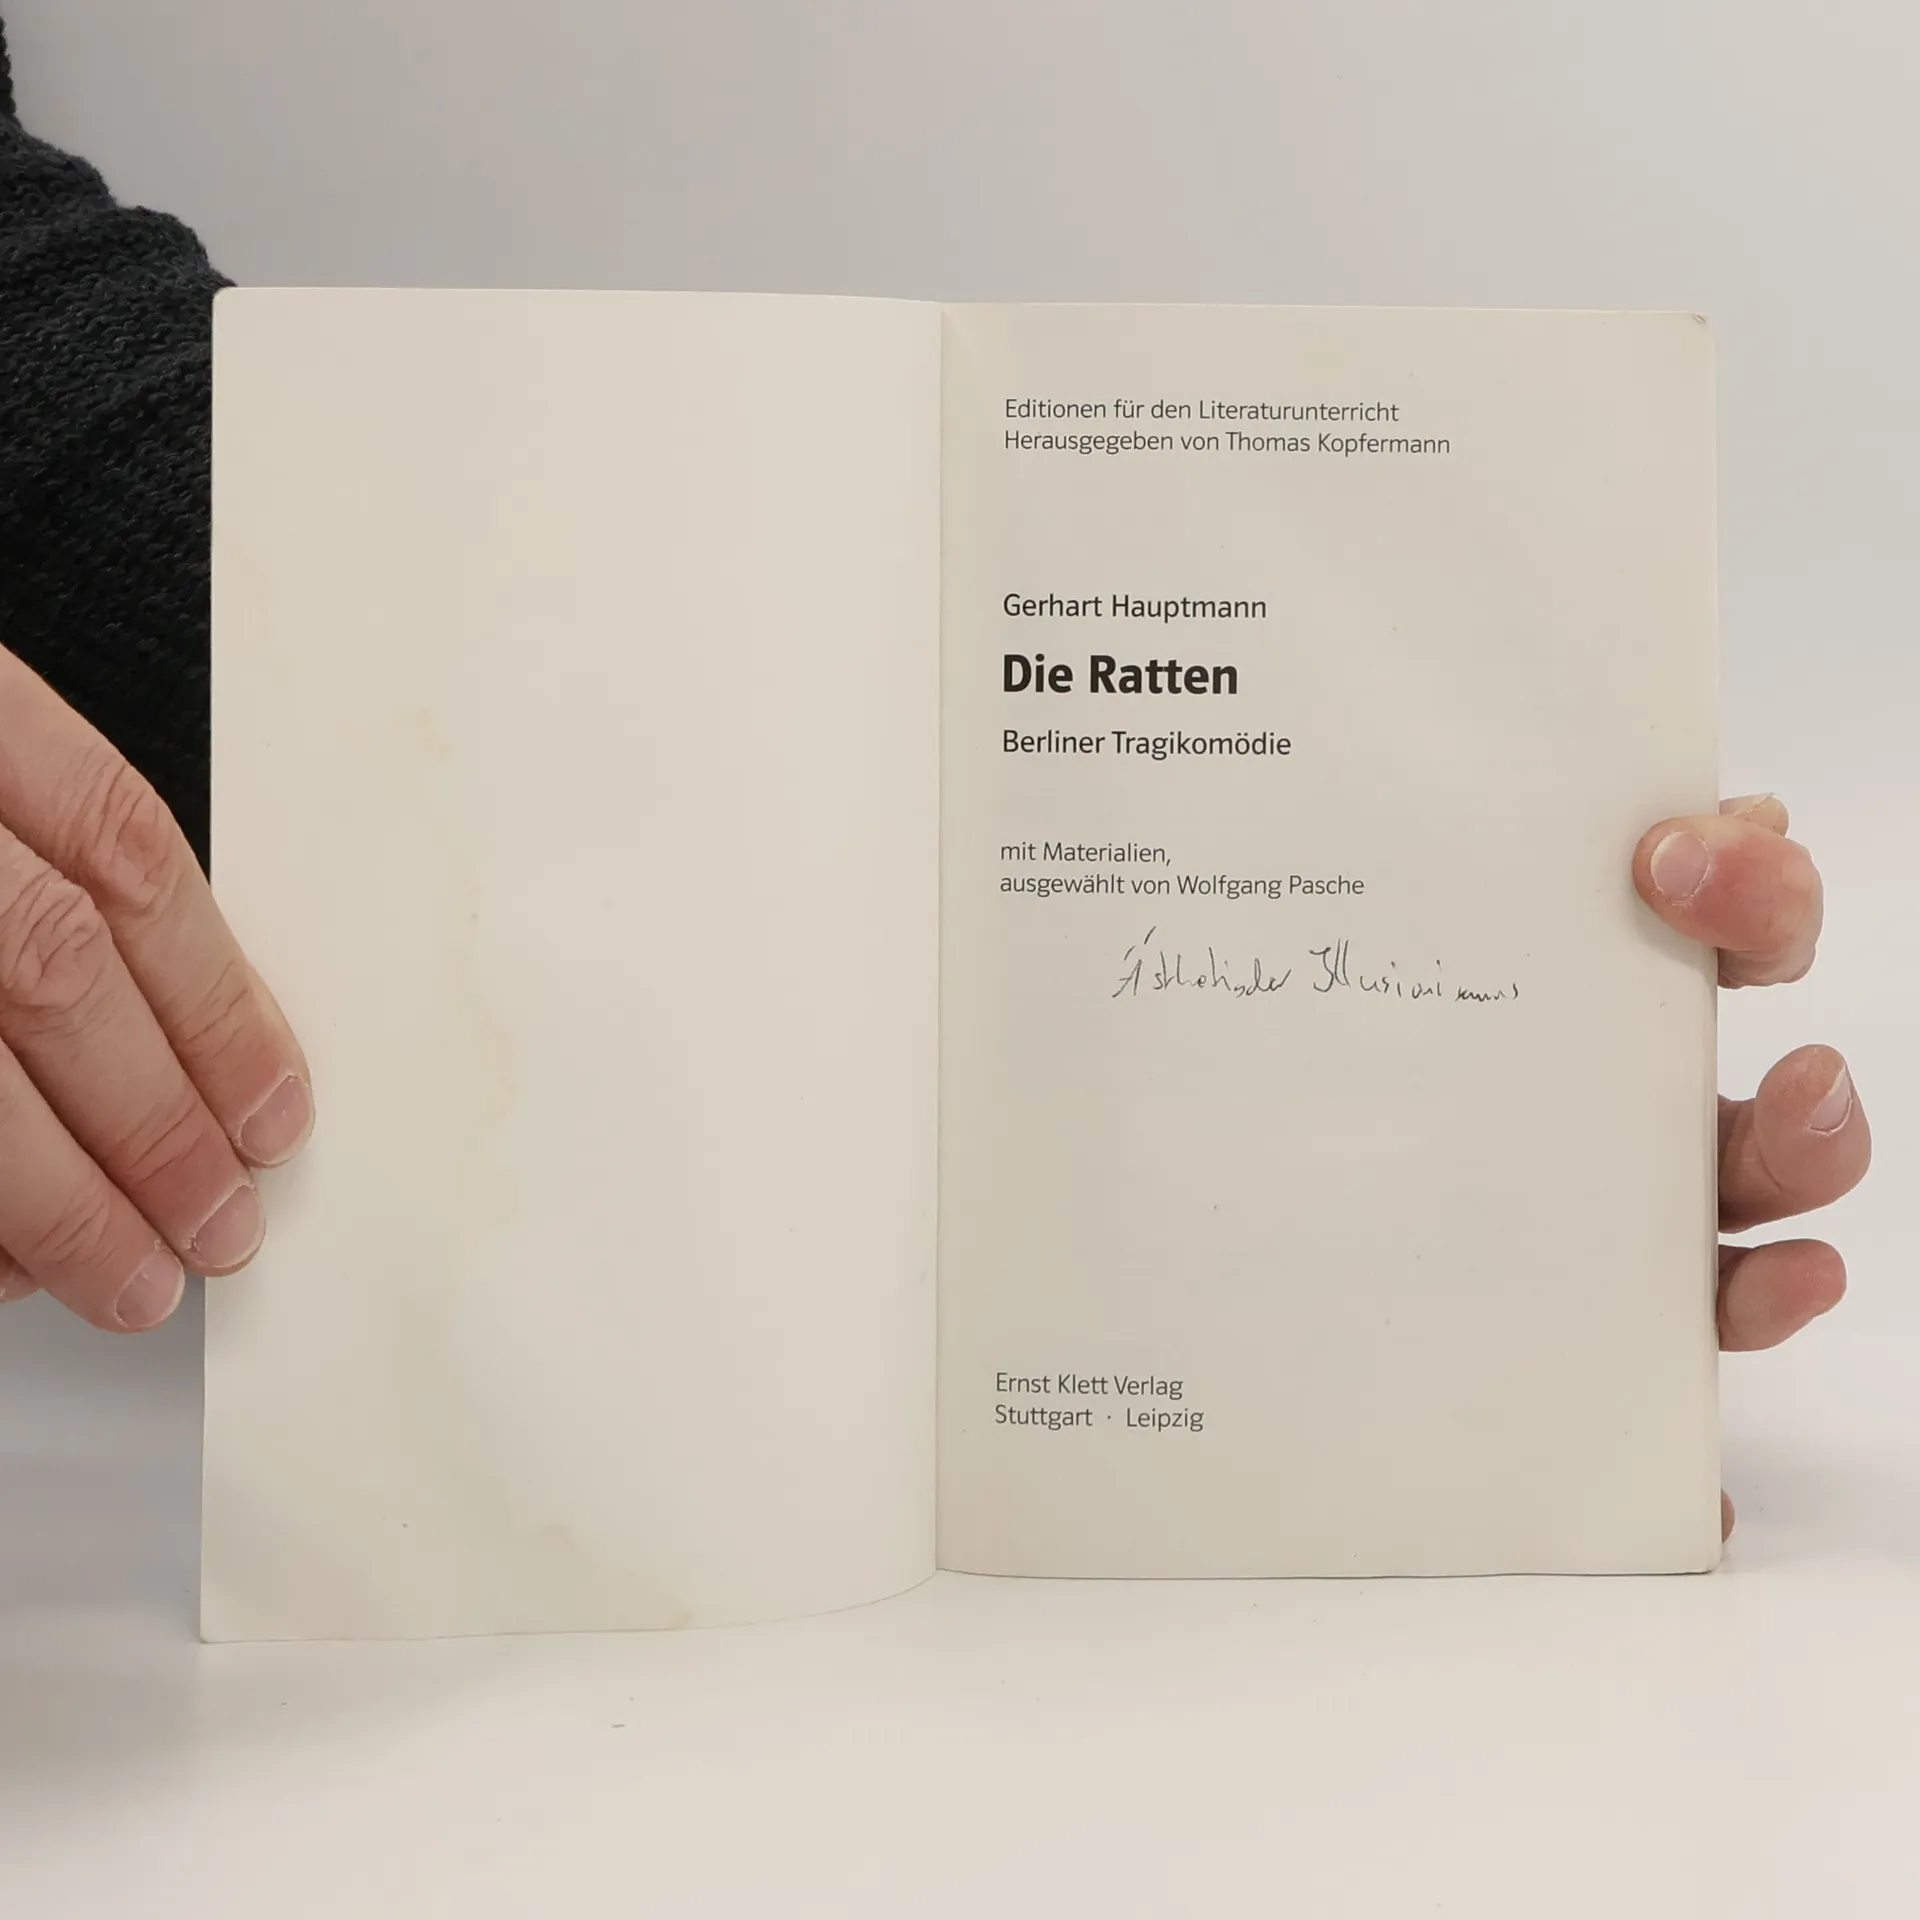 Editionen für den Literaturunterricht
Herausgegeben von Thomas Kopfermann
Gerhart Hauptmann
Die Ratten
Berliner Tragikomödie
mit Materialien,
ausgewählt von Wolfgang Pasche
Ästhetischer Illusionismus
Ernst Klett Verlag
Stuttgart · Leipzig